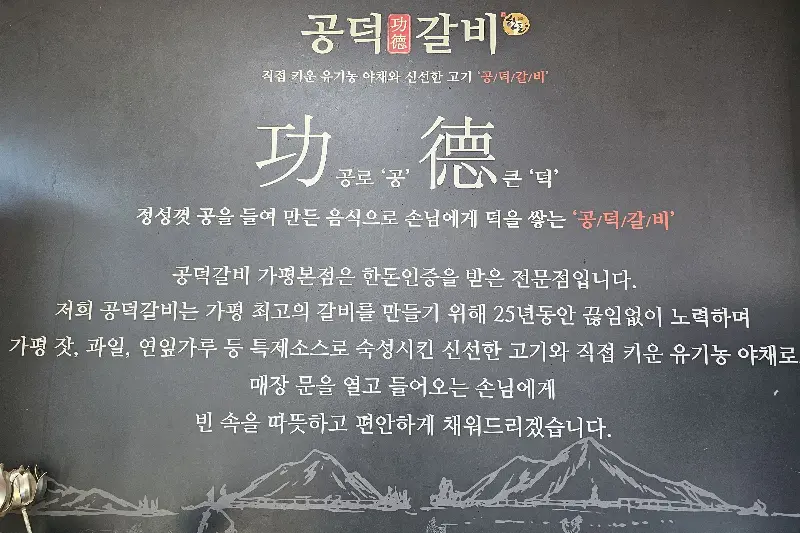 공덕 功德 갈비
직접 키운 유기농 야채와 신선한 고기 '공/덕/갈/비'
功 공로 '공' 德 큰 '덕'
정성껏 공을 들여 만든 음식으로 손님에게 덕을 쌓는 '공/덕/갈/비'
공덕갈비 가평본점은 한돈인증을 받은 전문점입니다.
저희 공덕갈비는 가평 최고의 갈비를 만들기 위해 25년동안 끊임없이 노력하며
가평 잣, 과일, 연잎가루 등 특제소스로 숙성시킨 신선한 고기와 직접 키운 유기농 야채로
매장 문을 열고 들어오는 손님에게
빈 속을 따뜻하고 편안하게 채워드리겠습니다.